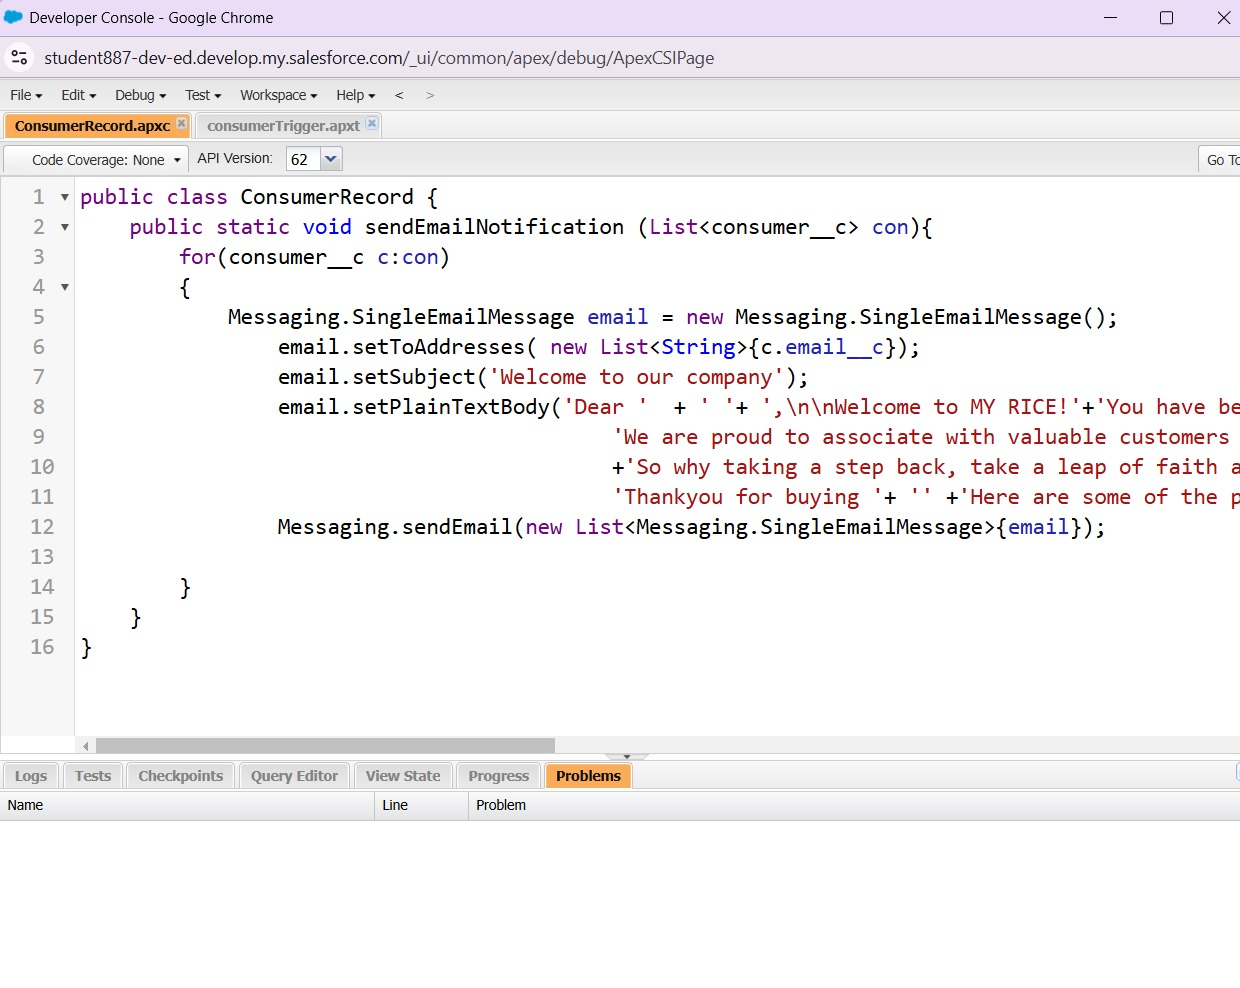 Developer Console - Google Chrome
student887-dev-ed.develop.my.salesforce.com/_ui/common/apex/debug/ApexCSIPage
File Edit Debug Test Workspace Help < >
ConsumerRecord.apxc consumerTrigger.apxt
Code Coverage: None API Version: 62 Go To
1 public class ConsumerRecord {
2 public static void sendEmailNotification (List<consumer__c> con){
3 for(consumer__c c:con)
4 {
5 Messaging.SingleEmailMessage email = new Messaging.SingleEmailMessage();
6 email.setToAddresses( new List<String>{c.email__c});
7 email.setSubject('Welcome to our company');
8 email.setPlainTextBody('Dear ' + ' '+ ',\n\nWelcome to MY RICE!'+'You have be
9 'We are proud to associate with valuable customers
10 +'So why taking a step back, take a leap of faith a
11 'Thankyou for buying '+ '' +'Here are some of the p
12 Messaging.sendEmail(new List<Messaging.SingleEmailMessage>{email});
13
14 }
15 }
16 }
Logs Tests Checkpoints Query Editor View State Progress Problems
Name Line Problem